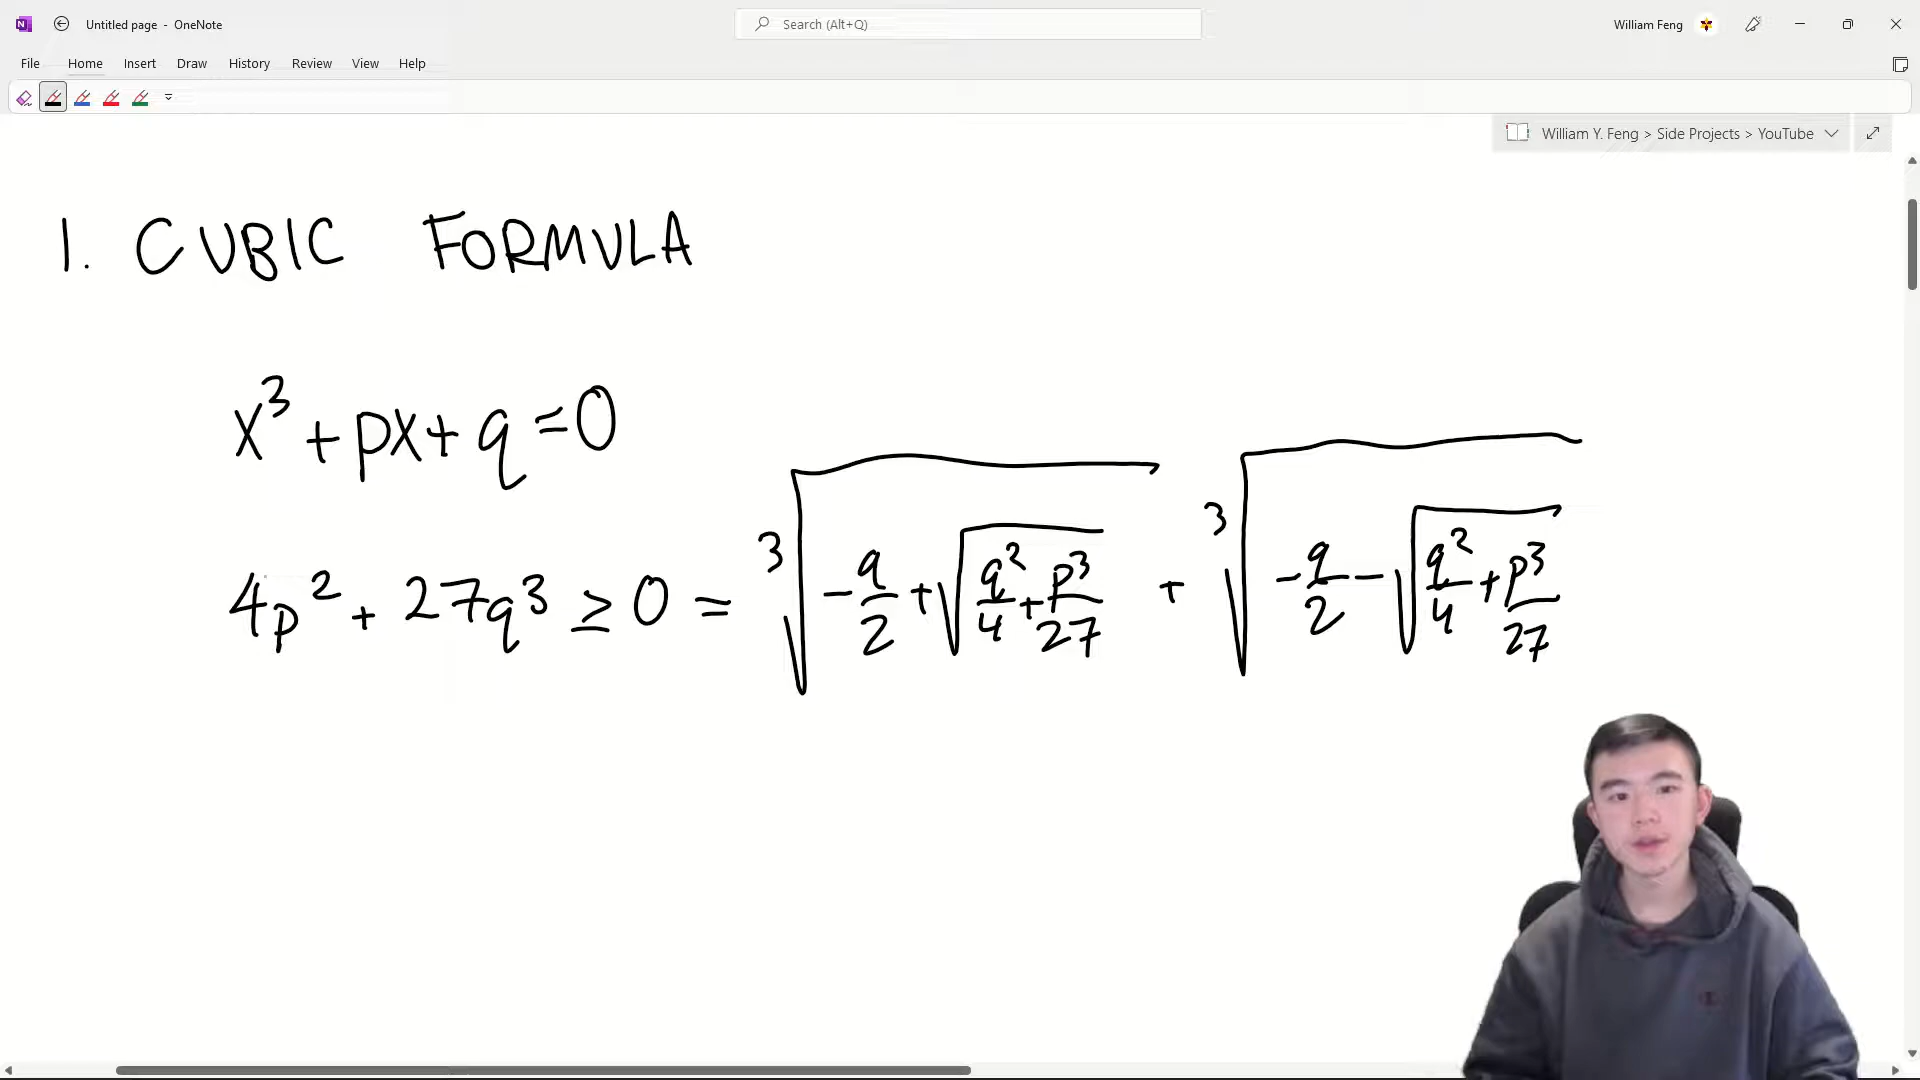 Untitled page - OneNote
Search (Alt+Q)
William Feng
File Home Insert Draw History Review View Help
William Y. Feng > Side Projects > YouTube
1. CUBIC FORMULA
x³ + px + q = 0
4p² + 27q³ ≥ 0 = ∛(-q/2 + √(q²/4 + p³/27)) + ∛(-q/2 - √(q²/4 + p³/27))